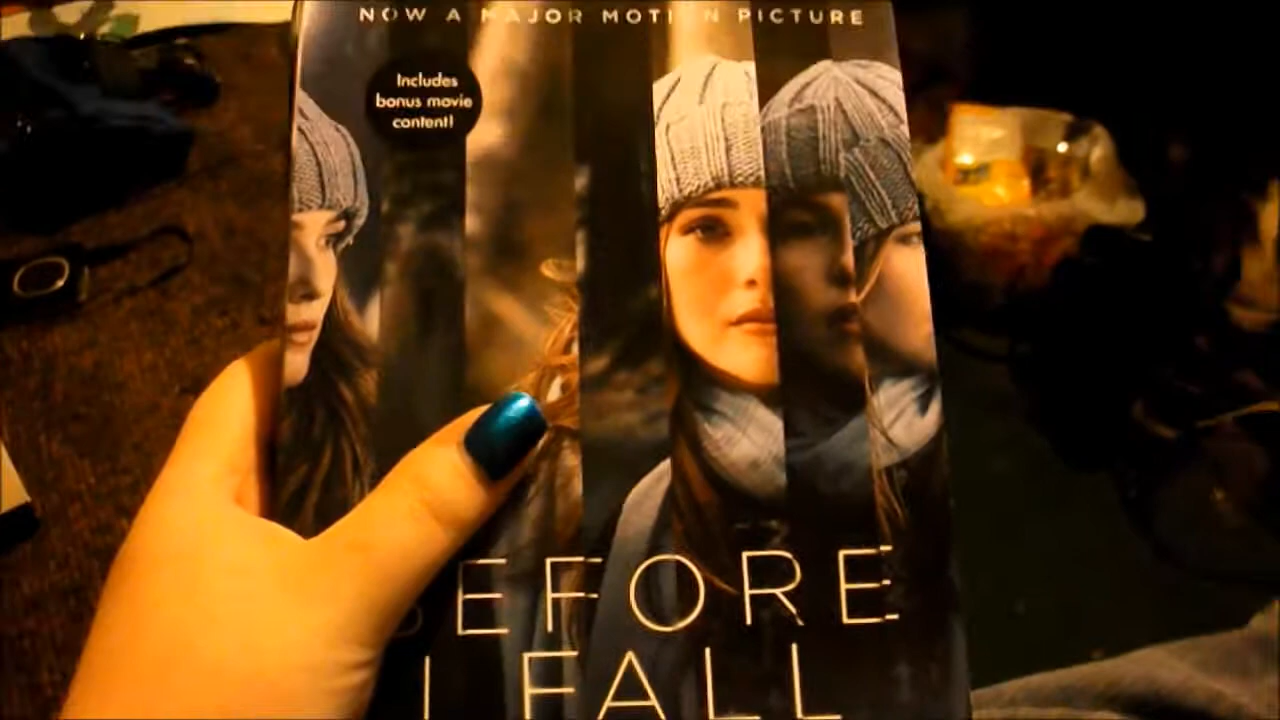 NOW A MAJOR MOTION PICTURE
Includes
bonus movie
content!
BEFORE
I FALL